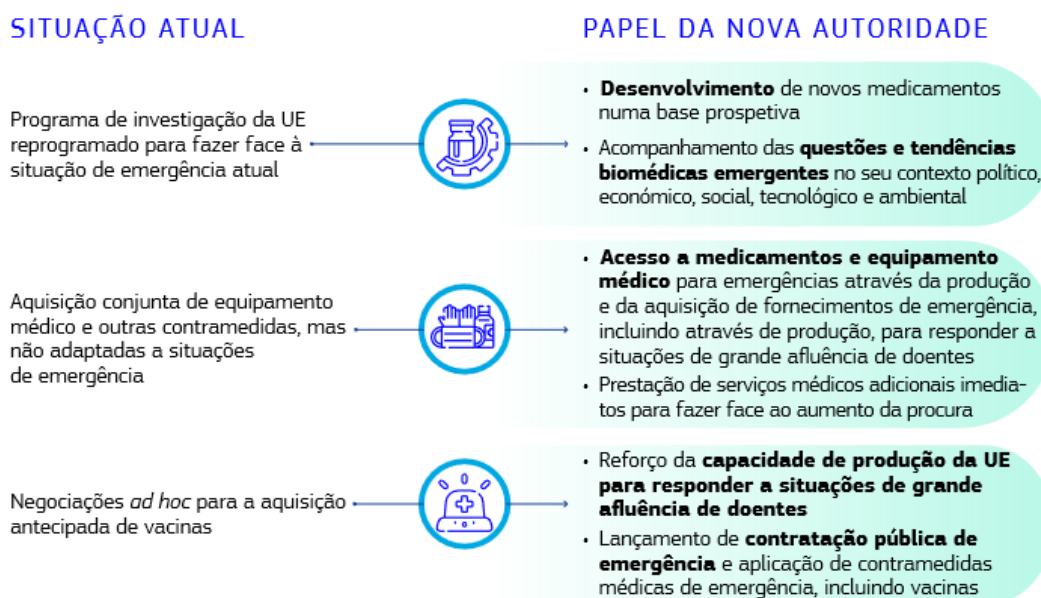 SITUAÇÃO ATUAL
PAPEL DA NOVA AUTORIDADE
Programa de investigação da UE
reprogramado para fazer face à
situação de emergência atual
• Desenvolvimento de novos medicamentos
numa base prospetiva
• Acompanhamento das questões e tendências
biomédicas emergentes no seu contexto político,
económico, social, tecnológico e ambiental
Aquisição conjunta de equipamento
médico e outras contramedidas, mas
não adaptadas a situações
de emergência
• Acesso a medicamentos e equipamento
médico para emergências através da produção
e da aquisição de fornecimentos de emergência,
incluindo através de produção, para responder a
situações de grande afluência de doentes
• Prestação de serviços médicos adicionais imedia-
tos para fazer face ao aumento da procura
Negociações ad hoc para a aquisição
antecipada de vacinas
• Reforço da capacidade de produção da UE
para responder a situações de grande
afluência de doentes
• Lançamento de contratação pública de
emergência e aplicação de contramedidas
médicas de emergência, incluindo vacinas